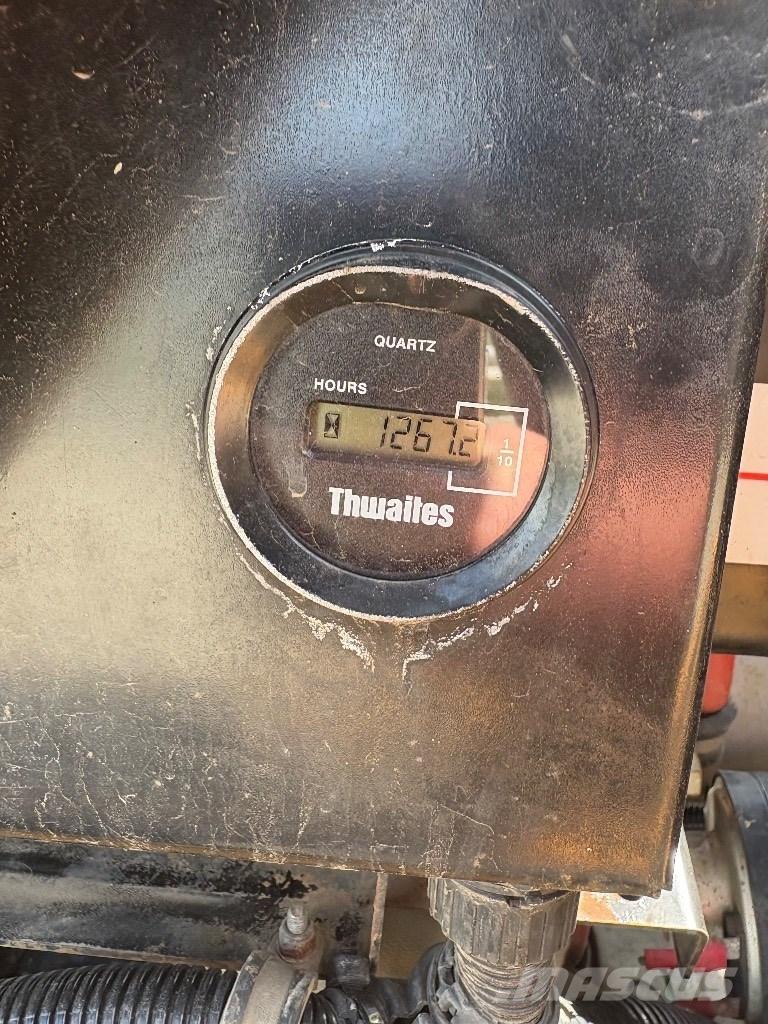 QUARTZ
HOURS
1267.2
1
10
Thwaites
MASCUS